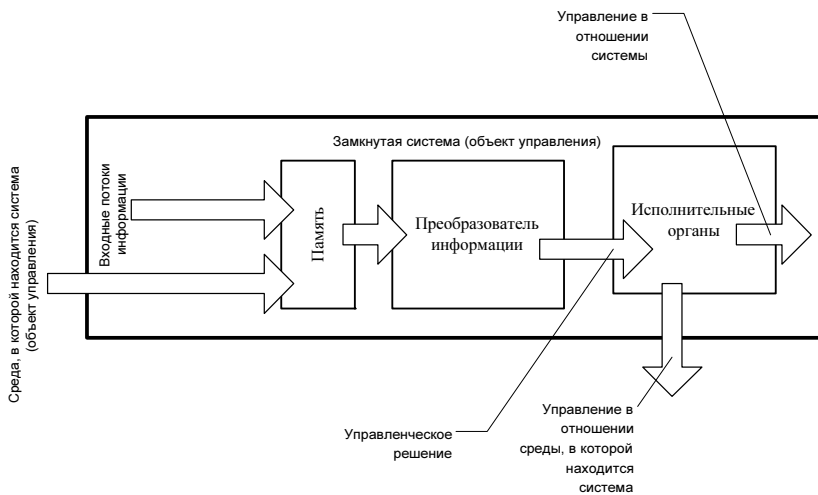 Управление в
отношении
системы
Замкнутая система (объект управления)
Среда, в которой находится система
(объект управления)
Входные потоки
информации
Память
Преобразователь
информации
Исполнительные
органы
Управленческое
решение
Управление в
отношении
среды, в которой
находится
система